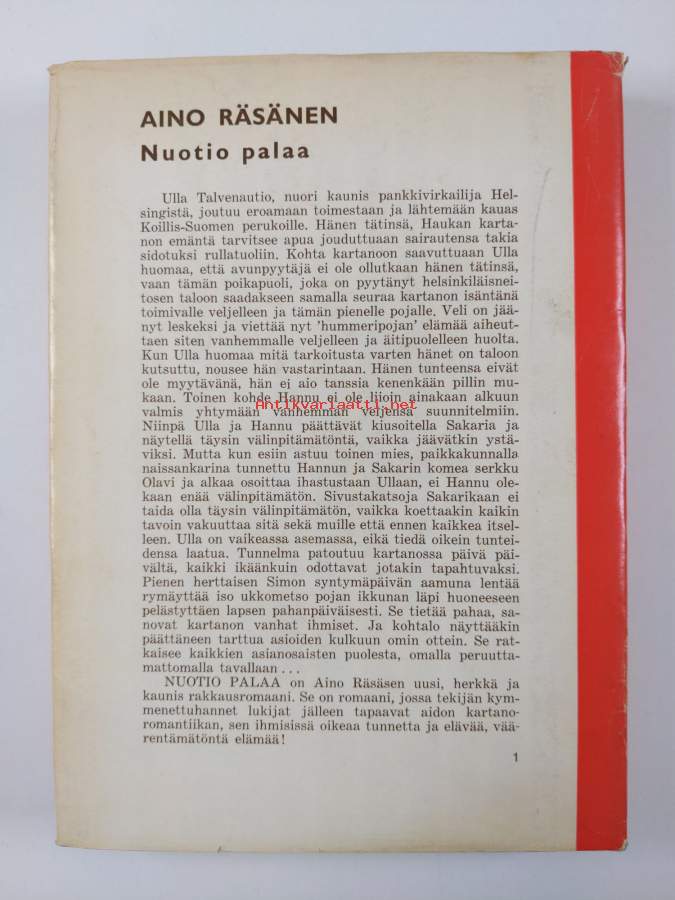 AINO RÄSÄNEN
Nuotio palaa
Ulla Talvenautio, nuori kaunis pankkivirkailija Hel-
singistä, joutuu eroamaan toimestaan ja lähtemään kauas
Koillis-Suomen perukoille. Hänen tätinsä, Haukan karta-
non emäntä tarvitsee apua jouduttuaan sairautensa takia
sidotuksi rullatuoliin. Kohta kartanoon saavuttuaan Ulla
huomaa, että avunpyytäjä ei ole ollutkaan hänen tätinsä,
vaan tämän poikapuoli, joka on pyytänyt helsinkiläisnei-
tosen taloon saadakseen samalla seuraa kartanon isäntänä
toimivalle veljelleen ja tämän pienelle pojalle. Veli on jää-
nyt leskeksi ja viettää nyt 'hummeripojan' elämää aiheut-
taen siten vanhemmalle veljelleen ja äitipuolelleen huolta.
Kun Ulla huomaa mitä tarkoitusta varten hänet on taloon
kutsuttu, nousee hän vastarintaan. Hänen tunteensa eivät
ole myytävänä, hän ei aio tanssia kenenkään pillin mu-
kaan. Toinen kohde Hannu ei ole liioin ainakaan alkuun
Antikvariaatti.net
valmis yhtymään vanhemman veljensä suunnitelmiin.
Niinpä Ulla ja Hannu päättävät kiusoitella Sakaria ja
näytellä täysin välinpitämätöntä, vaikka jäävätkin ystä-
viksi. Mutta kun esiin astuu toinen mies, paikkakunnalla
naissankarina tunnettu Hannun ja Sakarin komea serkku
Olavi ja alkaa osoittaa ihastustaan Ullaan, ei Hannu ole-
kaan enää välinpitämätön. Sivustakatsoja Sakarikaan ei
taida olla täysin välinpitämätön, vaikka koettaakin kaikin
tavoin vakuuttaa sitä sekä muille että ennen kaikkea itsel-
leen. Ulla on vaikeassa asemassa, eikä tiedä oikein tuntei-
densa laatua. Tunnelma patoutuu kartanossa päivä päi-
vältä, kaikki ikäänkuin odottavat jotakin tapahtuvaksi.
Pienen herttaisen Simon syntymäpäivän aamuna lentää
rymäyttää iso ukkometso pojan ikkunan läpi huoneeseen
pelästyttäen lapsen pahanpäiväisesti. Se tietää pahaa, sa-
novat kartanon vanhat ihmiset. Ja kohtalo näyttääkin
päättäneen tarttua asioiden kulkuun omin ottein. Se rat-
kaisee kaikkien asianosaisten puolesta, omalla peruutta-
mattomalla tavallaan ...
NUOTIO PALAA on Aino Räsäsen uusi, herkkä ja
kaunis rakkausromaani. Se on romaani, jossa tekijän kym-
menettuhannet lukijat jälleen tapaavat aidon kartano-
romantiikan, sen ihmisissä oikeaa tunnetta ja elävää, vää-
rentämätöntä elämää!
1